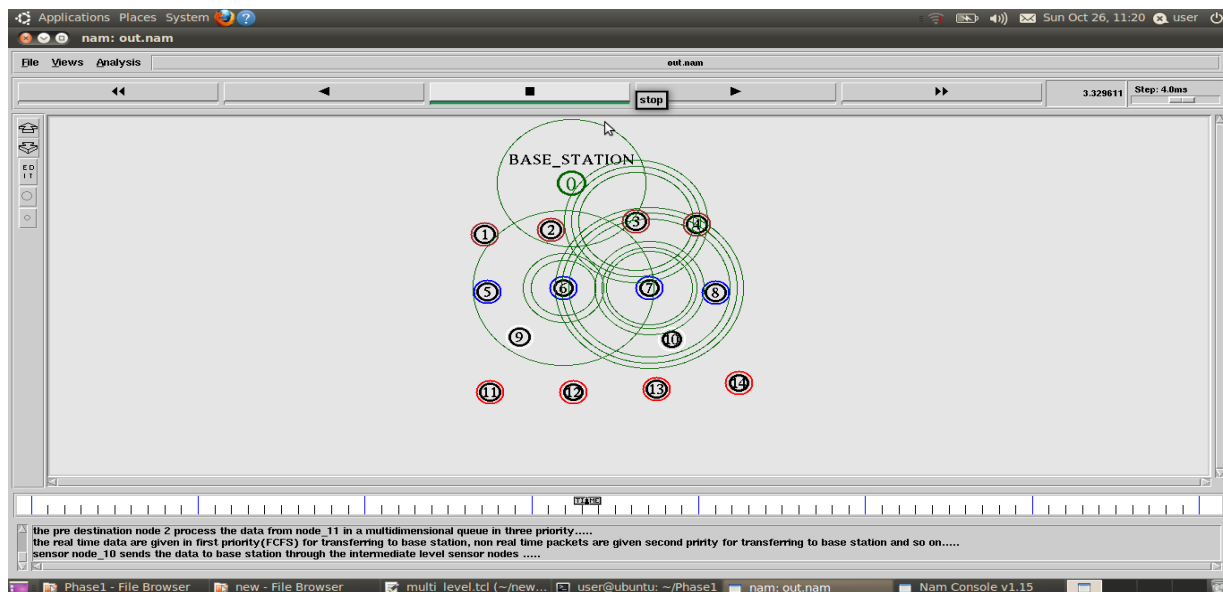 Applications Places System Sun Oct 26, 11:20 user
nam: out.nam
File Views Analysis out.nam
3.329611 Step: 4.0ms
stop
E D
I T
BASE_STATION
0
1 2 3 4
5 6 7 8
9 10
11 12 13 14
TIME
the pre destination node 2 process the data from node_11 in a multidimensional queue in three priority.....
the real time data are given in first priority(FCFS) for transferring to base station, non real time packets are given second pririty for transferring to base station and so on.....
sensor node_10 sends the data to base station through the intermediate level sensor nodes .....
Phase1 - File Browser new - File Browser multi_level.tcl (~/new... user@ubuntu: ~/Phase1 nam: out.nam Nam Console v1.15